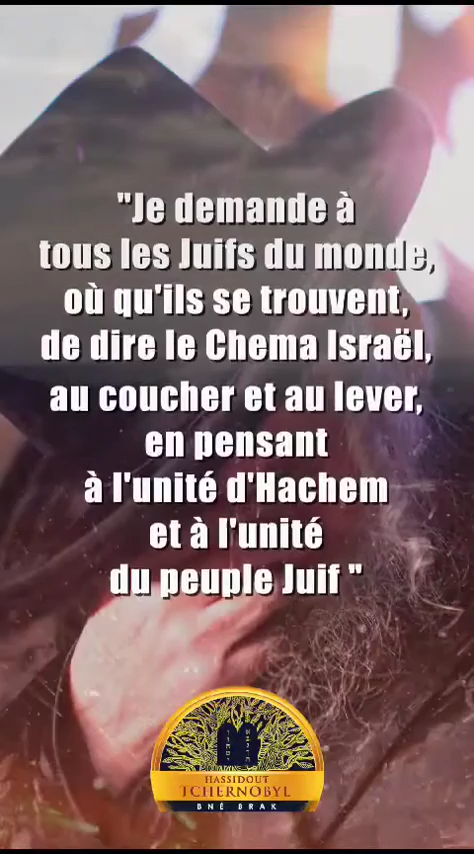 "Je demande à
tous les Juifs du monde,
où qu'ils se trouvent,
de dire le Chema Israël,
au coucher et au lever,
en pensant
à l'unité d'Hachem
et à l'unité
du peuple Juif "
HASSIDOUT
TCHERNOBYL
BNÉ BRAK